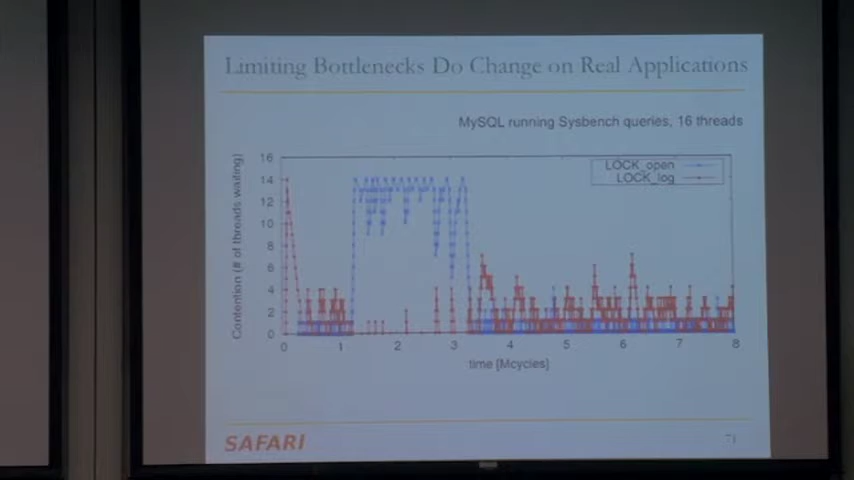 Limiting Bottlenecks Do Change on Real Applications
MySQL running Sysbench queries, 16 threads
LOCK_open
LOCK_log
Contention (# of threads waiting)
16
14
12
10
8
6
4
2
0
0 1 2 3 4 5 6 7 8
time [Mcycles]
SAFARI
71